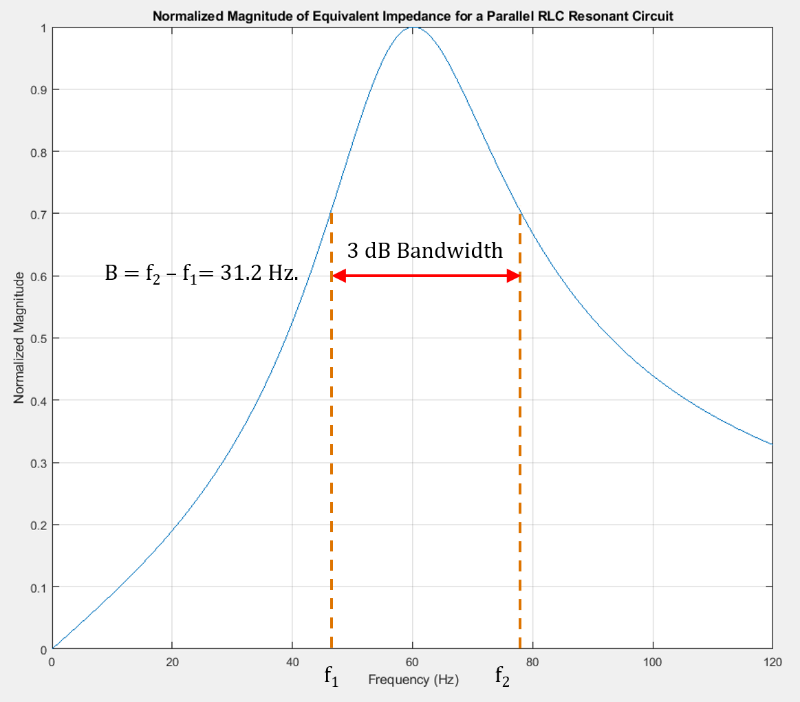 Normalized Magnitude of Equivalent Impedance for a Parallel RLC Resonant Circuit
1
0.9
0.8
0.7
0.6
0.5
0.4
0.3
0.2
0.1
0
Normalized Magnitude
B = f₂ – f₁= 31.2 Hz.
3 dB Bandwidth
0 20 40 60 80 100 120
f₁ Frequency (Hz) f₂